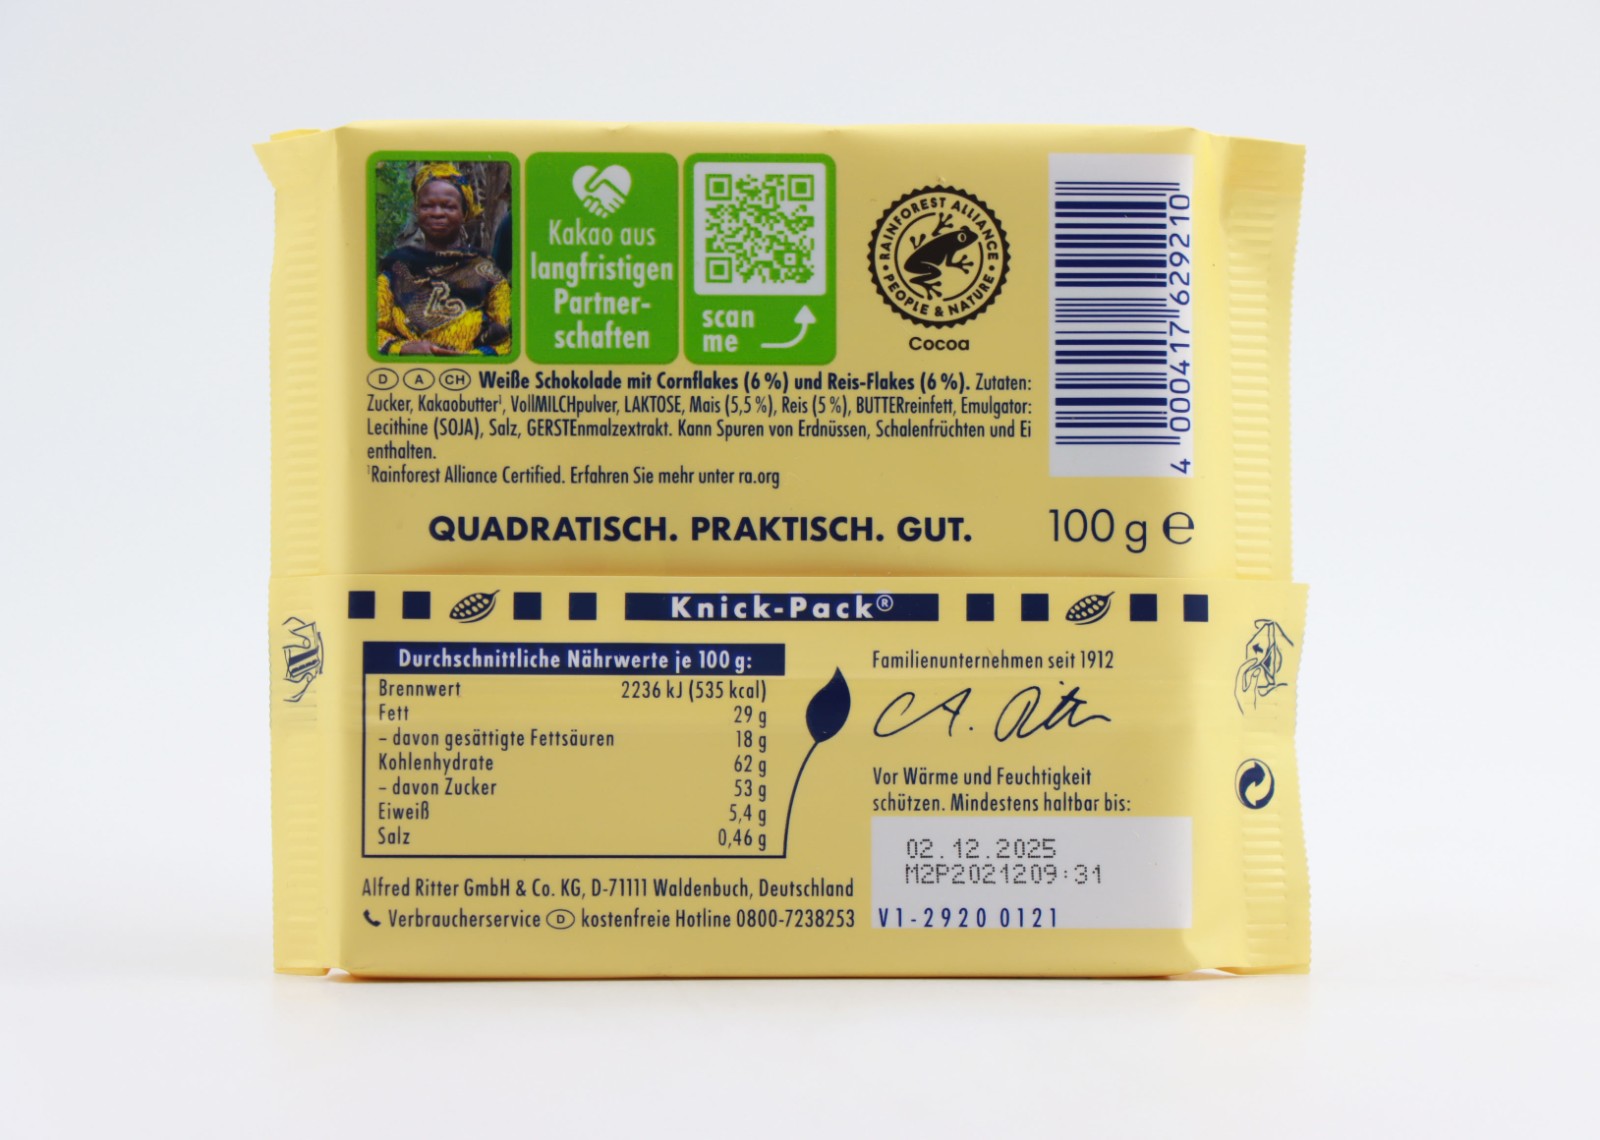 Kakao aus
langfristigen
Partner-
schaften
scan
me
RAINFOREST ALLIANCE
PEOPLE & NATURE
Cocoa
4 000417 629210
D A CH Weiße Schokolade mit Cornflakes (6 %) und Reis-Flakes (6 %). Zutaten:
Zucker, Kakaobutter¹, VollMILCHpulver, LAKTOSE, Mais (5,5 %), Reis (5 %), BUTTERreinfett, Emulgator:
Lecithine (SOJA), Salz, GERSTEnmalzextrakt. Kann Spuren von Erdnüssen, Schalenfrüchten und Ei
enthalten.
¹Rainforest Alliance Certified. Erfahren Sie mehr unter ra.org
QUADRATISCH. PRAKTISCH. GUT.
100 g ℮
Knick-Pack®
Durchschnittliche Nährwerte je 100 g:
Brennwert 2236 kJ (535 kcal)
Fett 29 g
– davon gesättigte Fettsäuren 18 g
Kohlenhydrate 62 g
– davon Zucker 53 g
Eiweiß 5,4 g
Salz 0,46 g
Alfred Ritter GmbH & Co. KG, D-71111 Waldenbuch, Deutschland
Verbraucherservice D kostenfreie Hotline 0800-7238253
Familienunternehmen seit 1912
A. Ritter
Vor Wärme und Feuchtigkeit
schützen. Mindestens haltbar bis:
02.12.2025
M2P2021209:31
V1-2920 0121